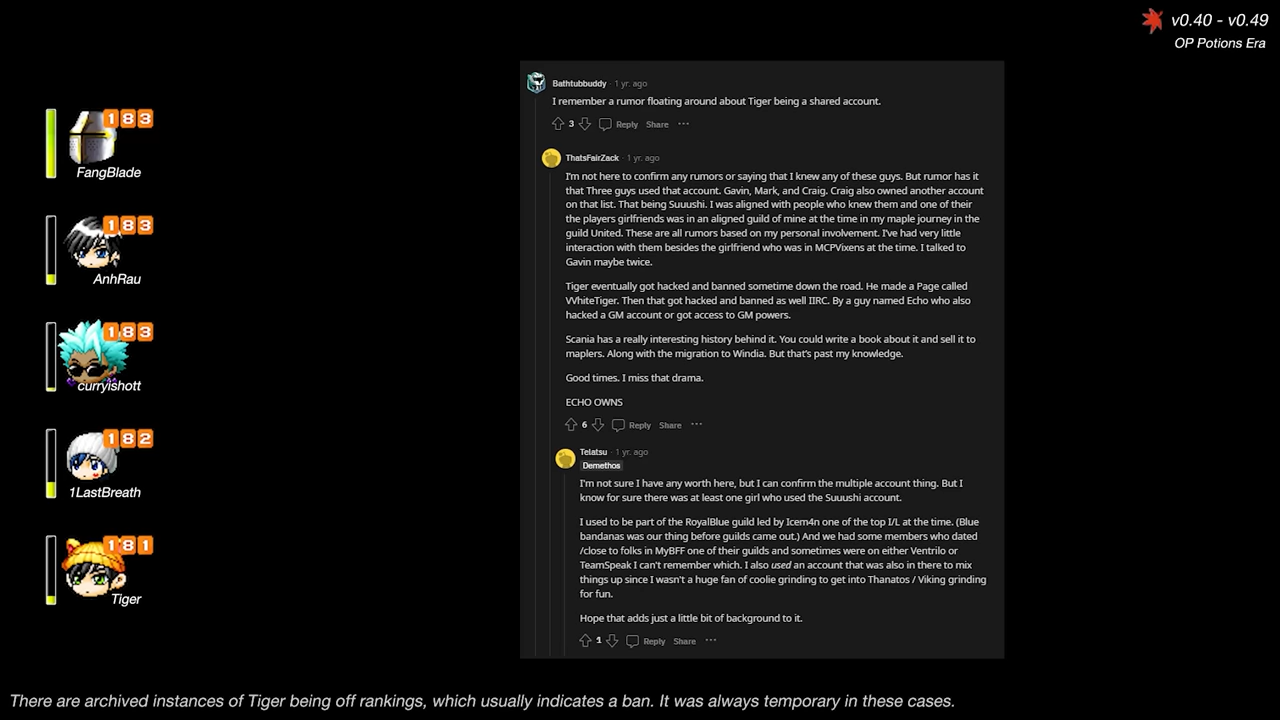 v0.40 - v0.49
OP Potions Era
183
FangBlade
183
AnhRau
183
curryishott
182
1LastBreath
181
Tiger
Bathtubbuddy · 1 yr. ago
I remember a rumor floating around about Tiger being a shared account.
3 Reply Share ···
ThatsFairZack · 1 yr. ago
I'm not here to confirm any rumors or saying that I knew any of these guys. But rumor has it
that Three guys used that account. Gavin, Mark, and Craig. Craig also owned another account
on that list. That being Suuushi. I was aligned with people who knew them and one of their
the players girlfriends was in an aligned guild of mine at the time in my maple journey in the
guild United. These are all rumors based on my personal involvement. I've had very little
interaction with them besides the girlfriend who was in MCPVixens at the time. I talked to
Gavin maybe twice.
Tiger eventually got hacked and banned sometime down the road. He made a Page called
VVhiteTiger. Then that got hacked and banned as well IIRC. By a guy named Echo who also
hacked a GM account or got access to GM powers.
Scania has a really interesting history behind it. You could write a book about it and sell it to
maplers. Along with the migration to Windia. But that's past my knowledge.
Good times. I miss that drama.
ECHO OWNS
6 Reply Share ···
Telatsu · 1 yr. ago
Demethos
I'm not sure I have any worth here, but I can confirm the multiple account thing. But I
know for sure there was at least one girl who used the Suuushi account.
I used to be part of the RoyalBlue guild led by Icem4n one of the top I/L at the time. (Blue
bandanas was our thing before guilds came out.) And we had some members who dated
/close to folks in MyBFF one of their guilds and sometimes were on either Ventrilo or
TeamSpeak I can't remember which. I also used an account that was also in there to mix
things up since I wasn't a huge fan of coolie grinding to get into Thanatos / Viking grinding
for fun.
Hope that adds just a little bit of background to it.
1 Reply Share ···
There are archived instances of Tiger being off rankings, which usually indicates a ban. It was always temporary in these cases.